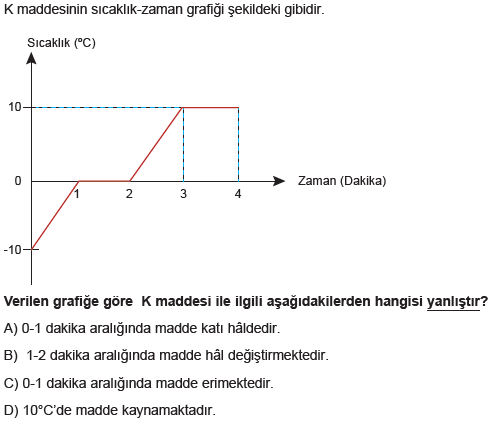 K maddesinin sıcaklık-zaman grafiği şekildeki gibidir.
Sıcaklık (ºC)
10
0
1 2 3 4
Zaman (Dakika)
-10
Verilen grafiğe göre K maddesi ile ilgili aşağıdakilerden hangisi yanlıştır?
A) 0-1 dakika aralığında madde katı hâldedir.
B) 1-2 dakika aralığında madde hâl değiştirmektedir.
C) 0-1 dakika aralığında madde erimektedir.
D) 10°C'de madde kaynamaktadır.